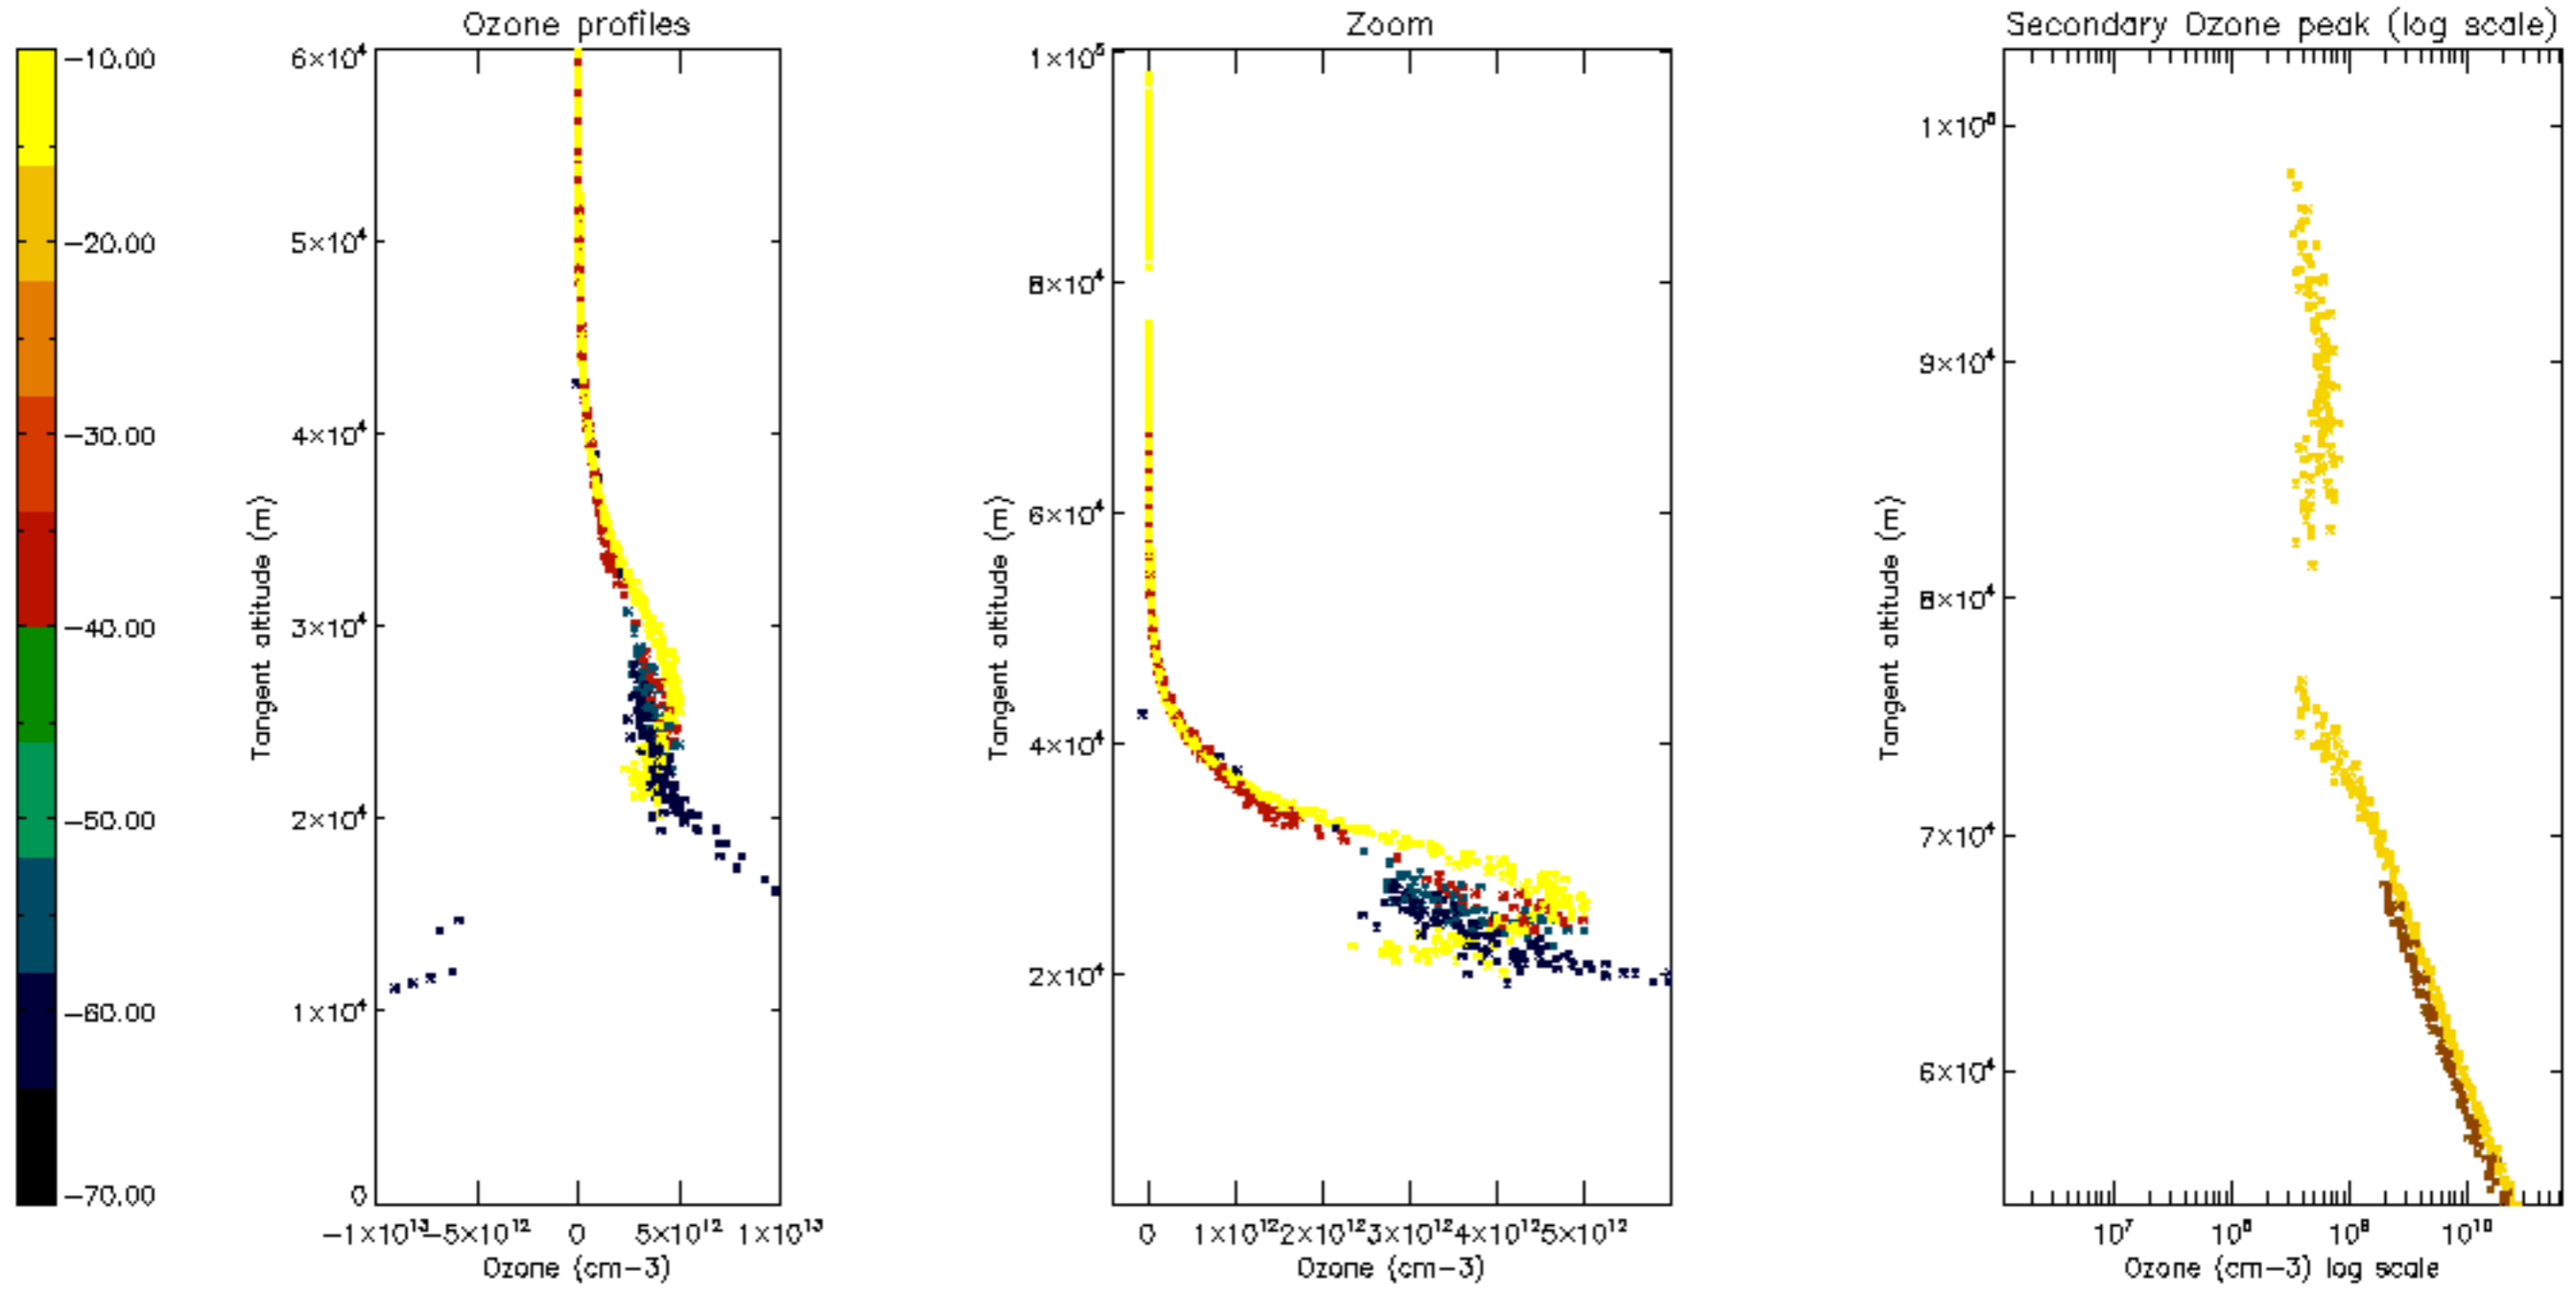 Ozone profiles
Zoom
Secondary Ozone peak (log scale)
−10.00
−20.00
−30.00
−40.00
−50.00
−60.00
−70.00
6×10⁴
5×10⁴
4×10⁴
3×10⁴
2×10⁴
1×10⁴
0
Tangent altitude (m)
−1×10¹³ −5×10¹² 0 5×10¹² 1×10¹³
Ozone (cm−3)
1×10⁵
8×10⁴
6×10⁴
4×10⁴
2×10⁴
Tangent altitude (m)
0 1×10¹² 2×10¹² 3×10¹² 4×10¹² 5×10¹²
Ozone (cm−3)
1×10⁵
9×10⁴
8×10⁴
7×10⁴
6×10⁴
Tangent altitude (m)
10⁷ 10⁸ 10⁹ 10¹⁰
Ozone (cm−3) log scale